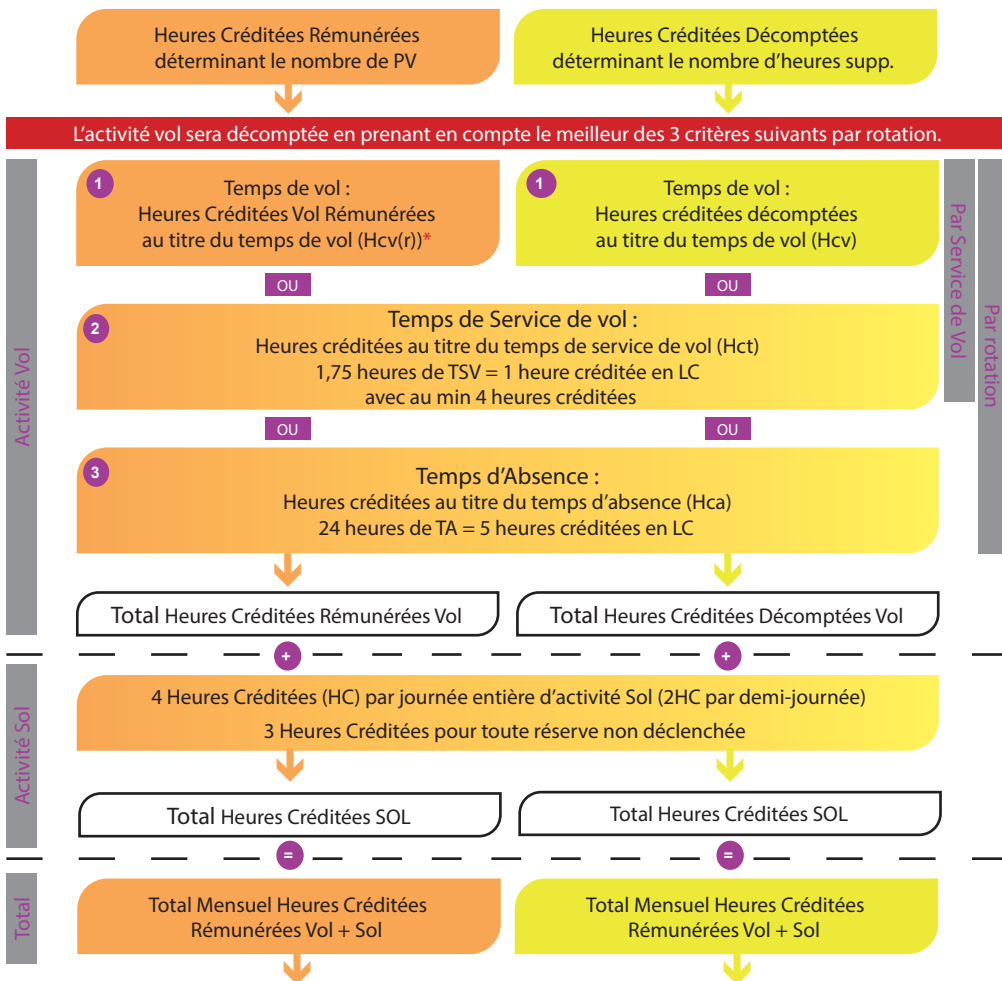 Heures Créditées Rémunérées
déterminant le nombre de PV
Heures Créditées Décomptées
déterminant le nombre d’heures supp.
L’activité vol sera décomptée en prenant en compte le meilleur des 3 critères suivants par rotation.
Activité Vol
1
Temps de vol :
Heures Créditées Vol Rémunérées
au titre du temps de vol (Hcv(r))*
1
Temps de vol :
Heures créditées décomptées
au titre du temps de vol (Hcv)
Par Service de Vol
Par rotation
OU
OU
2
Temps de Service de vol :
Heures créditées au titre du temps de service de vol (Hct)
1,75 heures de TSV = 1 heure créditée en LC
avec au min 4 heures créditées
OU
OU
3
Temps d’Absence :
Heures créditées au titre du temps d’absence (Hca)
24 heures de TA = 5 heures créditées en LC
Total Heures Créditées Rémunérées Vol
Total Heures Créditées Décomptées Vol
+
+
Activité Sol
4 Heures Créditées (HC) par journée entière d’activité Sol (2HC par demi-journée)
3 Heures Créditées pour toute réserve non déclenchée
Total Heures Créditées SOL
Total Heures Créditées SOL
=
=
Total
Total Mensuel Heures Créditées
Rémunérées Vol + Sol
Total Mensuel Heures Créditées
Rémunérées Vol + Sol